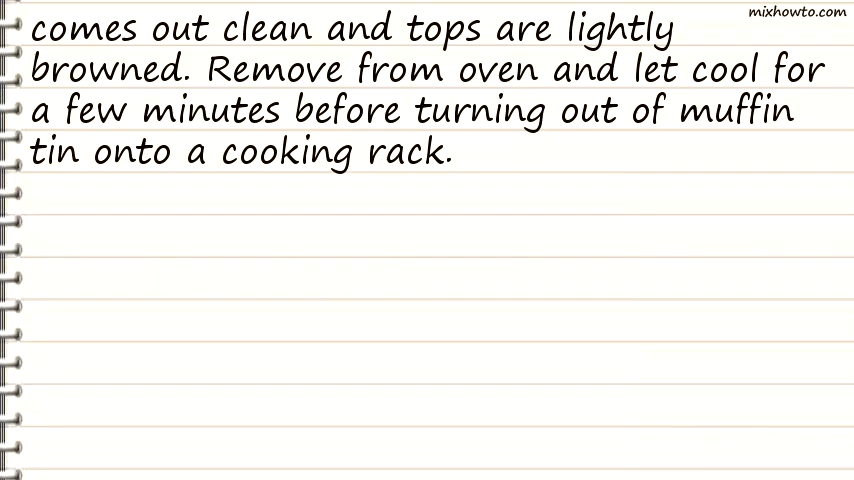 mixhowto.com
comes out clean and tops are lightly
browned. Remove from oven and let cool for
a few minutes before turning out of muffin
tin onto a cooking rack.